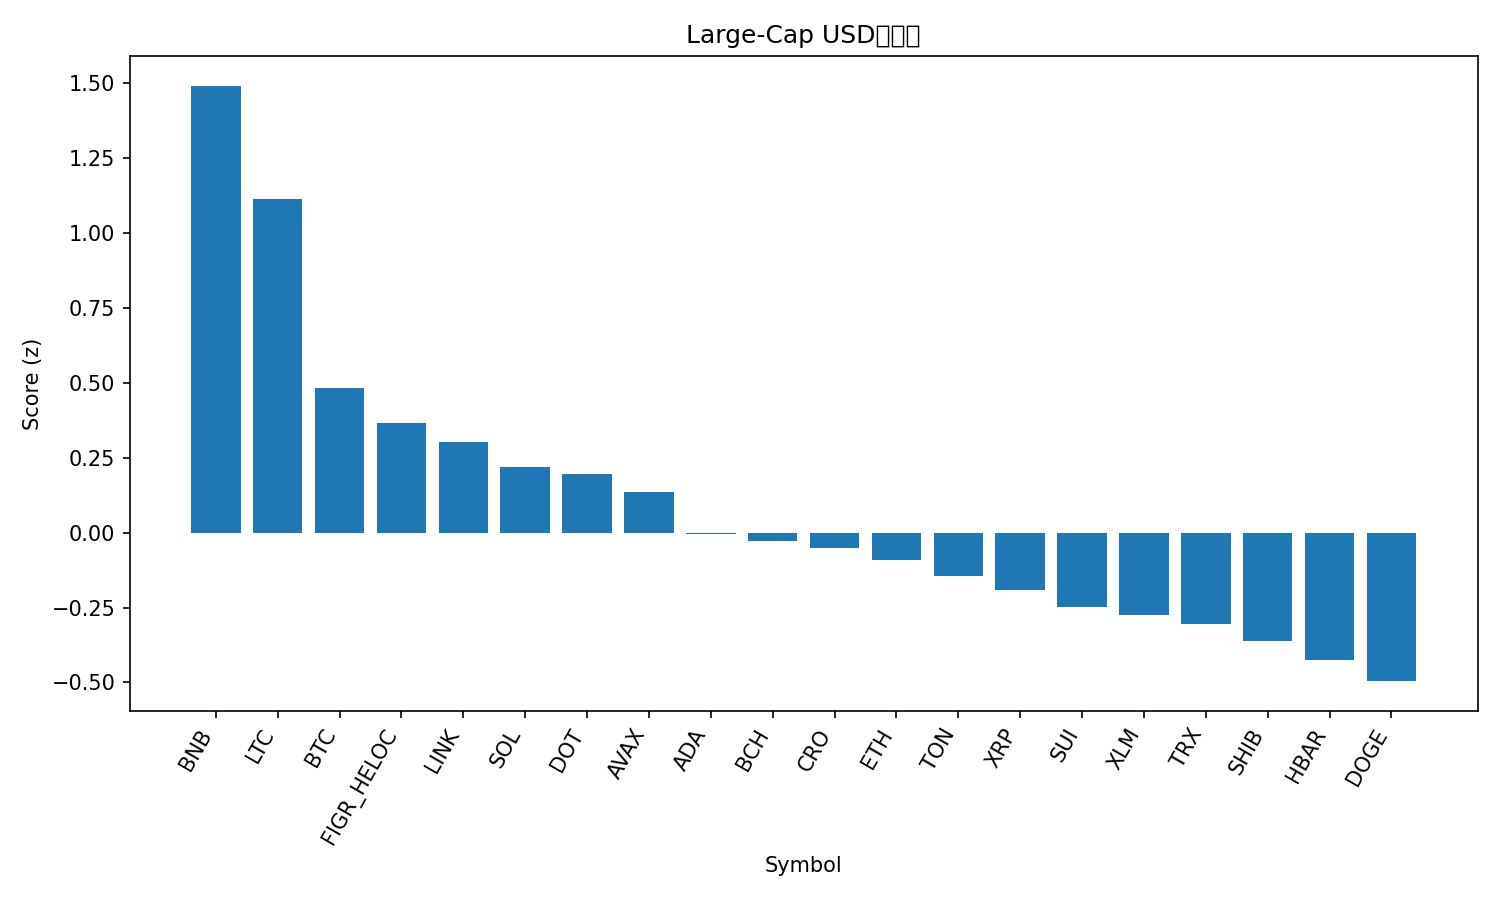 Large-Cap USD
1.50
1.25
1.00
0.75
0.50
0.25
0.00
−0.25
−0.50
Score (z)
BNB
LTC
BTC
FIGR_HELOC
LINK
SOL
DOT
AVAX
ADA
BCH
CRO
ETH
TON
XRP
SUI
XLM
TRX
SHIB
HBAR
DOGE
Symbol